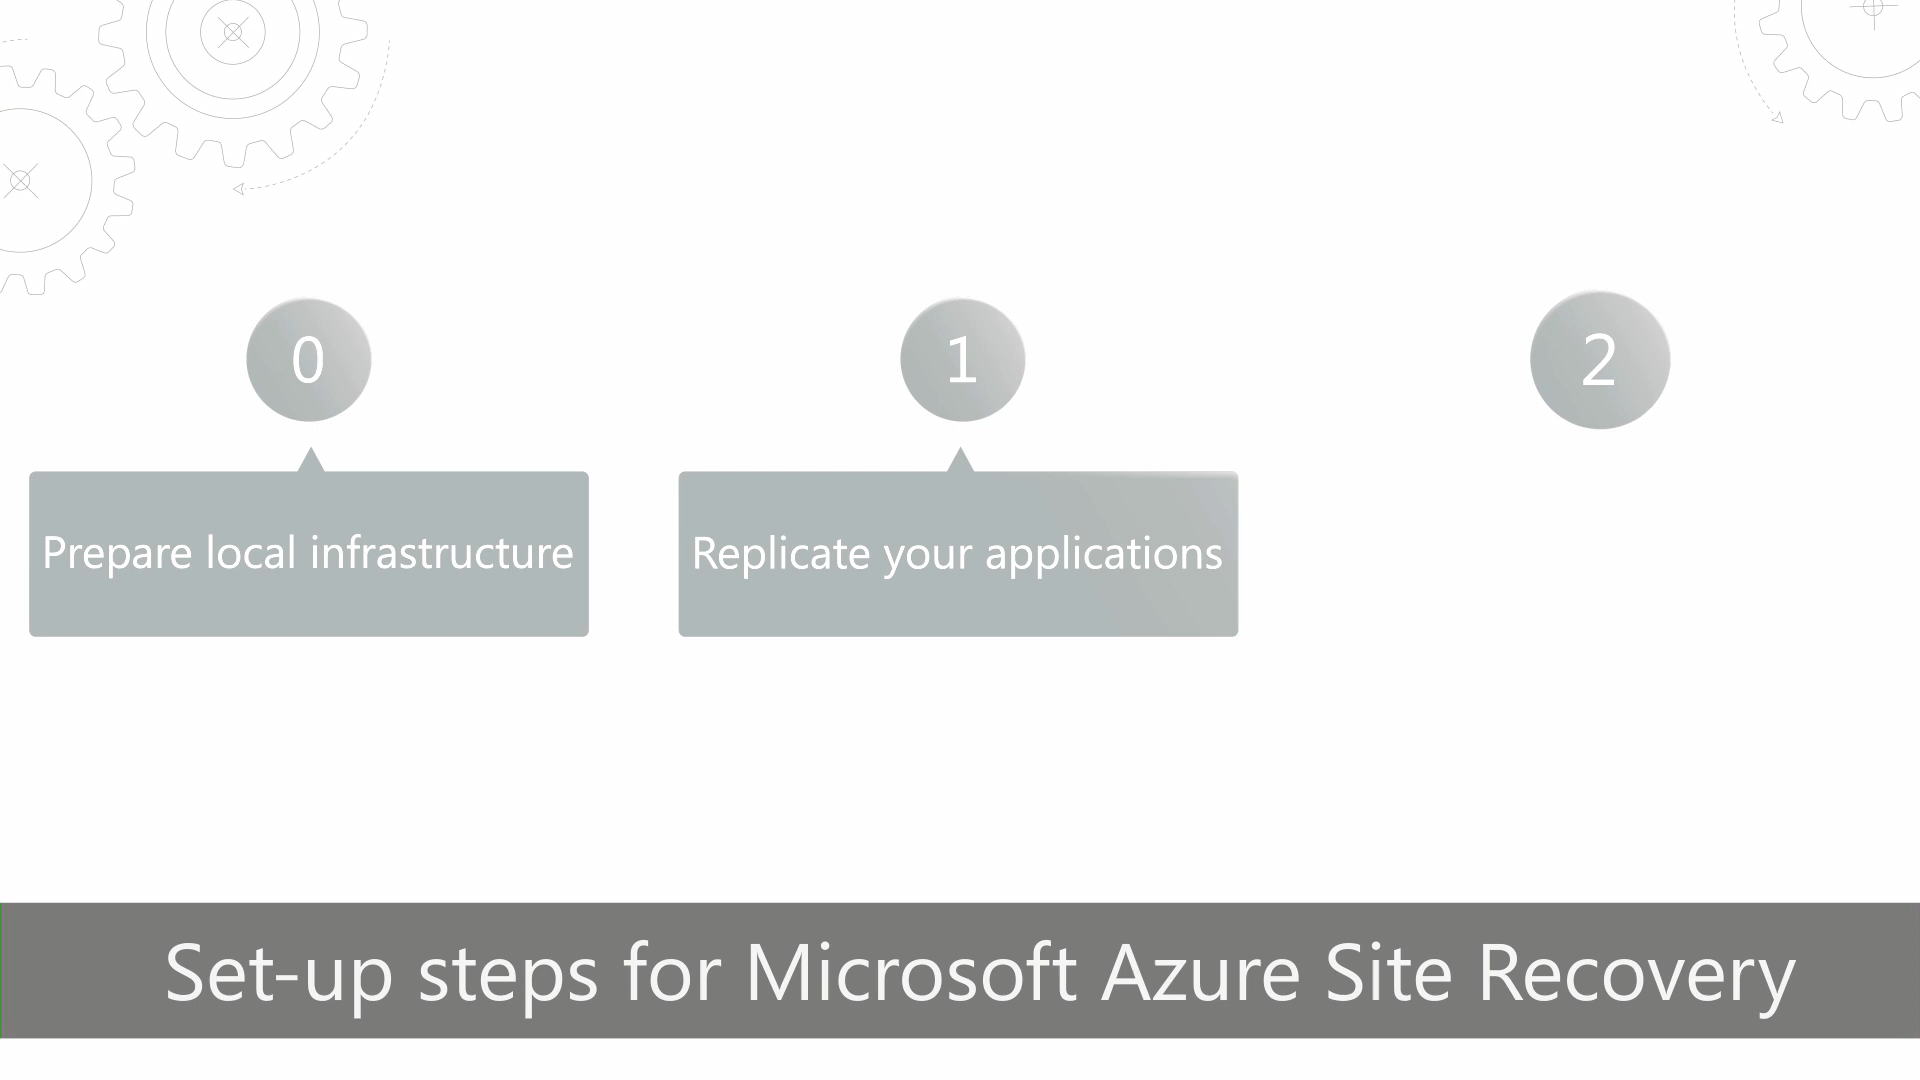 0
1
2
Prepare local infrastructure
Replicate your applications
Set-up steps for Microsoft Azure Site Recovery